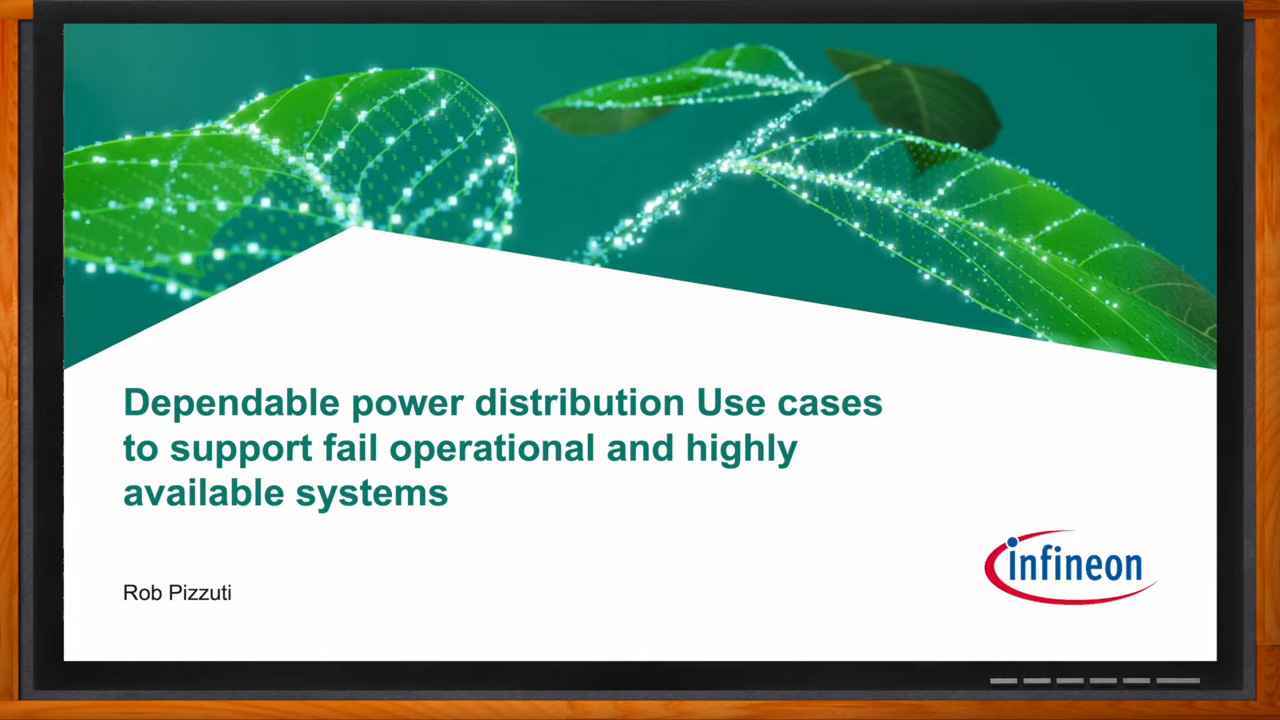 Dependable power distribution Use cases
to support fail operational and highly
available systems
Rob Pizzuti
infineon